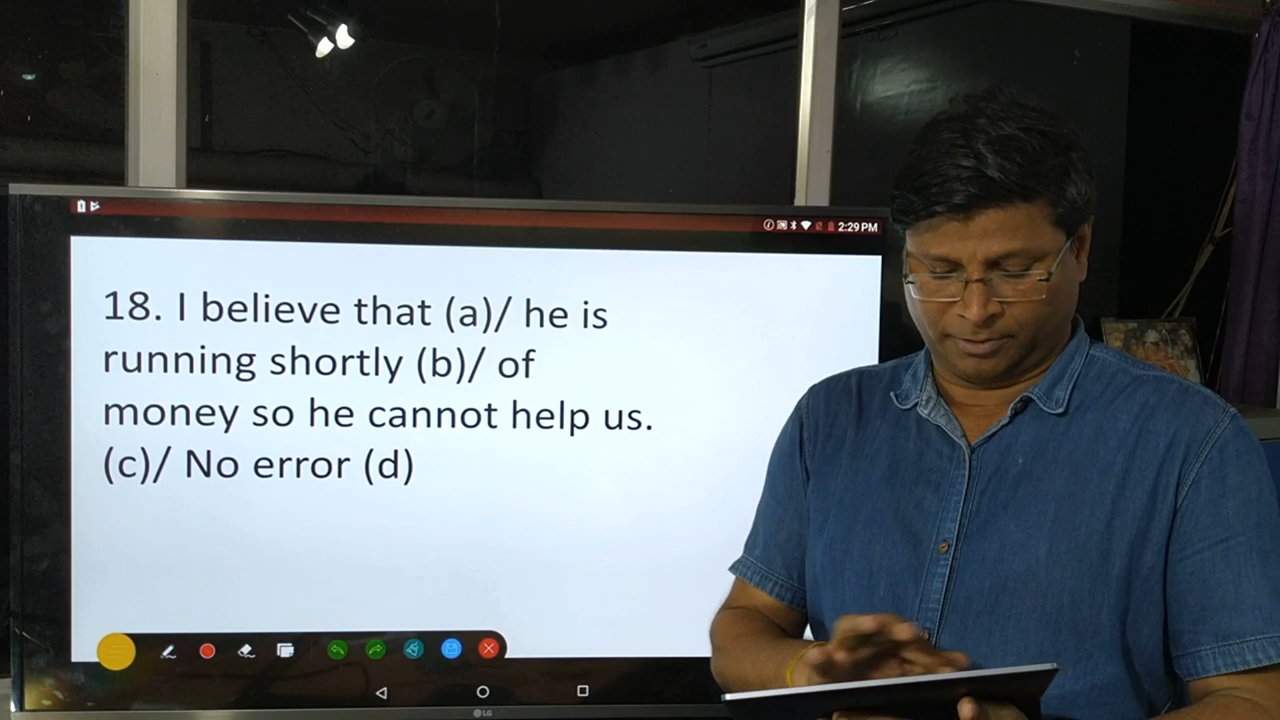 2:29 PM
18. I believe that (a)/ he is
running shortly (b)/ of
money so he cannot help us.
(c)/ No error (d)
LG